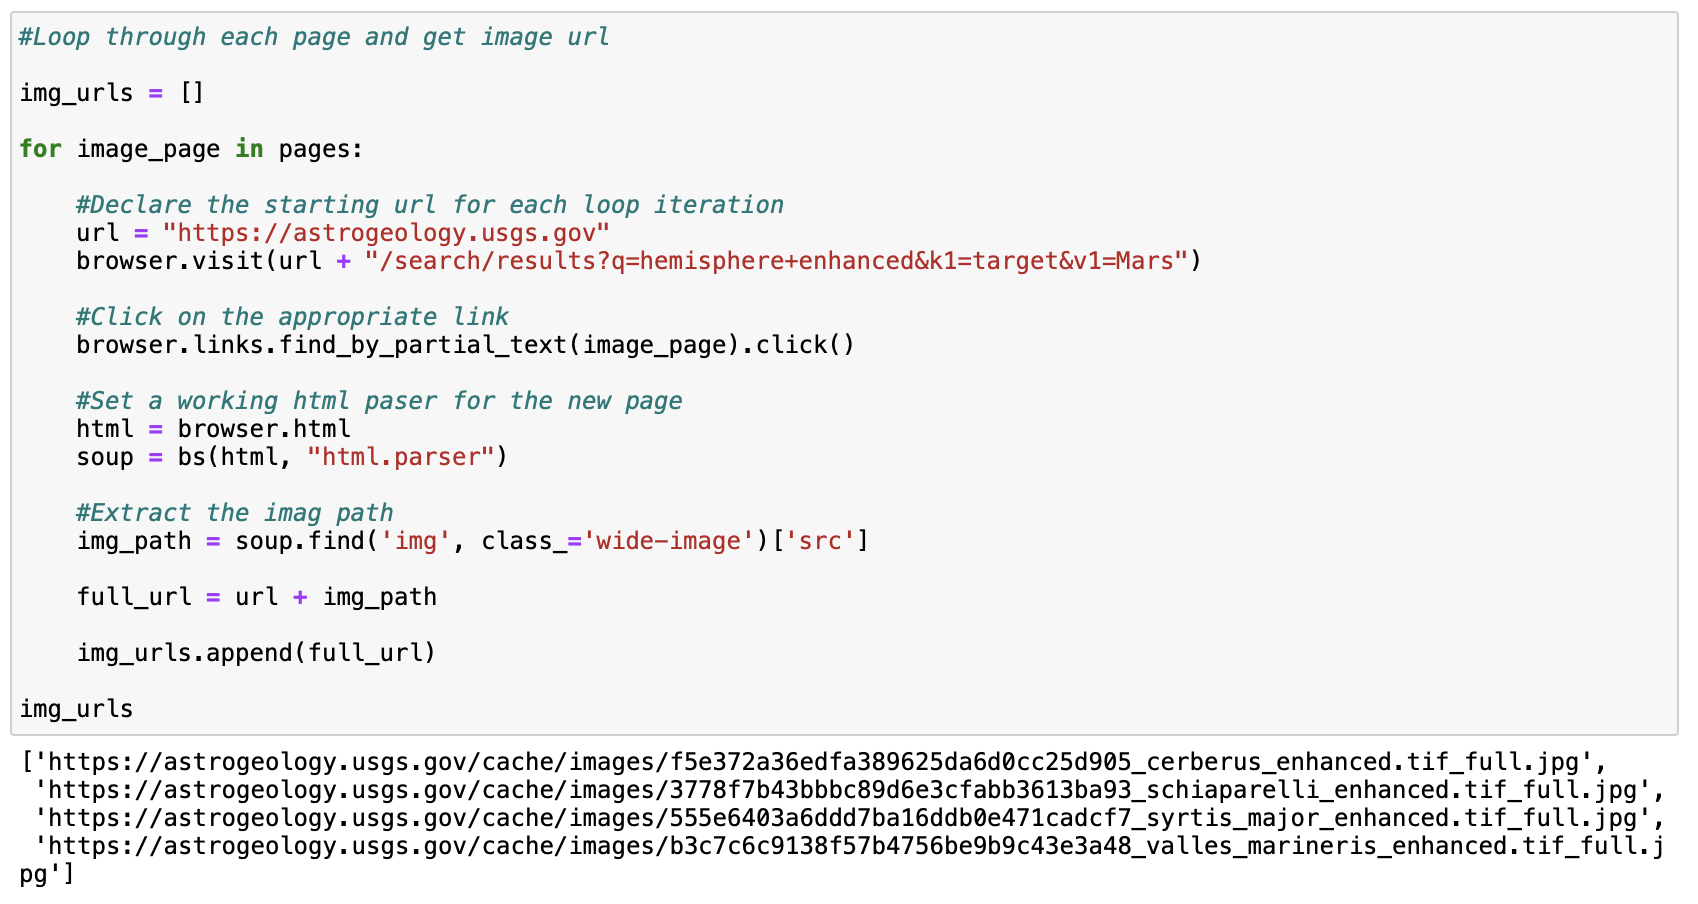 #Loop through each page and get image url
img_urls = []
for image_page in pages:
#Declare the starting url for each loop iteration
url = "https://astrogeology.usgs.gov"
browser.visit(url + "/search/results?q=hemisphere+enhanced&k1=target&v1=Mars")
#Click on the appropriate link
browser.links.find_by_partial_text(image_page).click()
#Set a working html paser for the new page
html = browser.html
soup = bs(html, "html.parser")
#Extract the imag path
img_path = soup.find('img', class_='wide-image')['src']
full_url = url + img_path
img_urls.append(full_url)
img_urls
['https://astrogeology.usgs.gov/cache/images/f5e372a36edfa389625da6d0cc25d905_cerberus_enhanced.tif_full.jpg',
'https://astrogeology.usgs.gov/cache/images/3778f7b43bbbc89d6e3cfabb3613ba93_schiaparelli_enhanced.tif_full.jpg',
'https://astrogeology.usgs.gov/cache/images/555e6403a6ddd7ba16ddb0e471cadcf7_syrtis_major_enhanced.tif_full.jpg',
'https://astrogeology.usgs.gov/cache/images/b3c7c6c9138f57b4756be9b9c43e3a48_valles_marineris_enhanced.tif_full.j
pg']